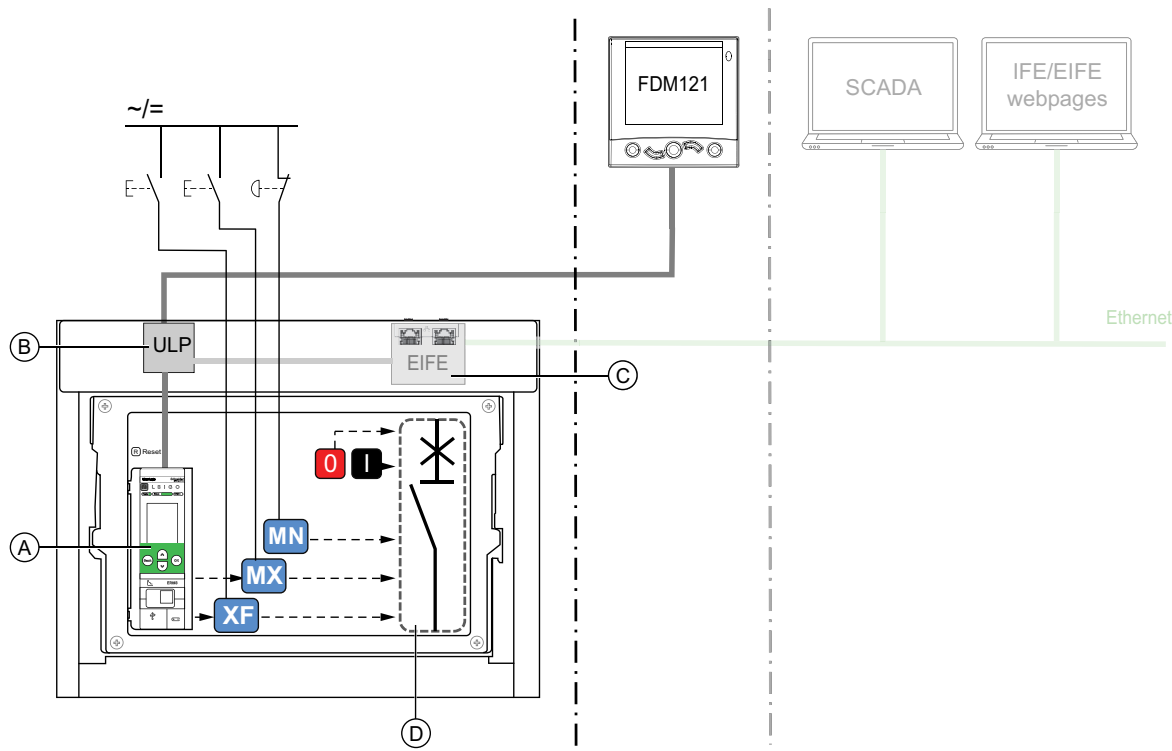 FDM121
SCADA
IFE/EIFE
webpages
~/=
Ethernet
B
ULP
EIFE
C
R Reset
0
I
L S I G O
MN
A
MX
XF
D